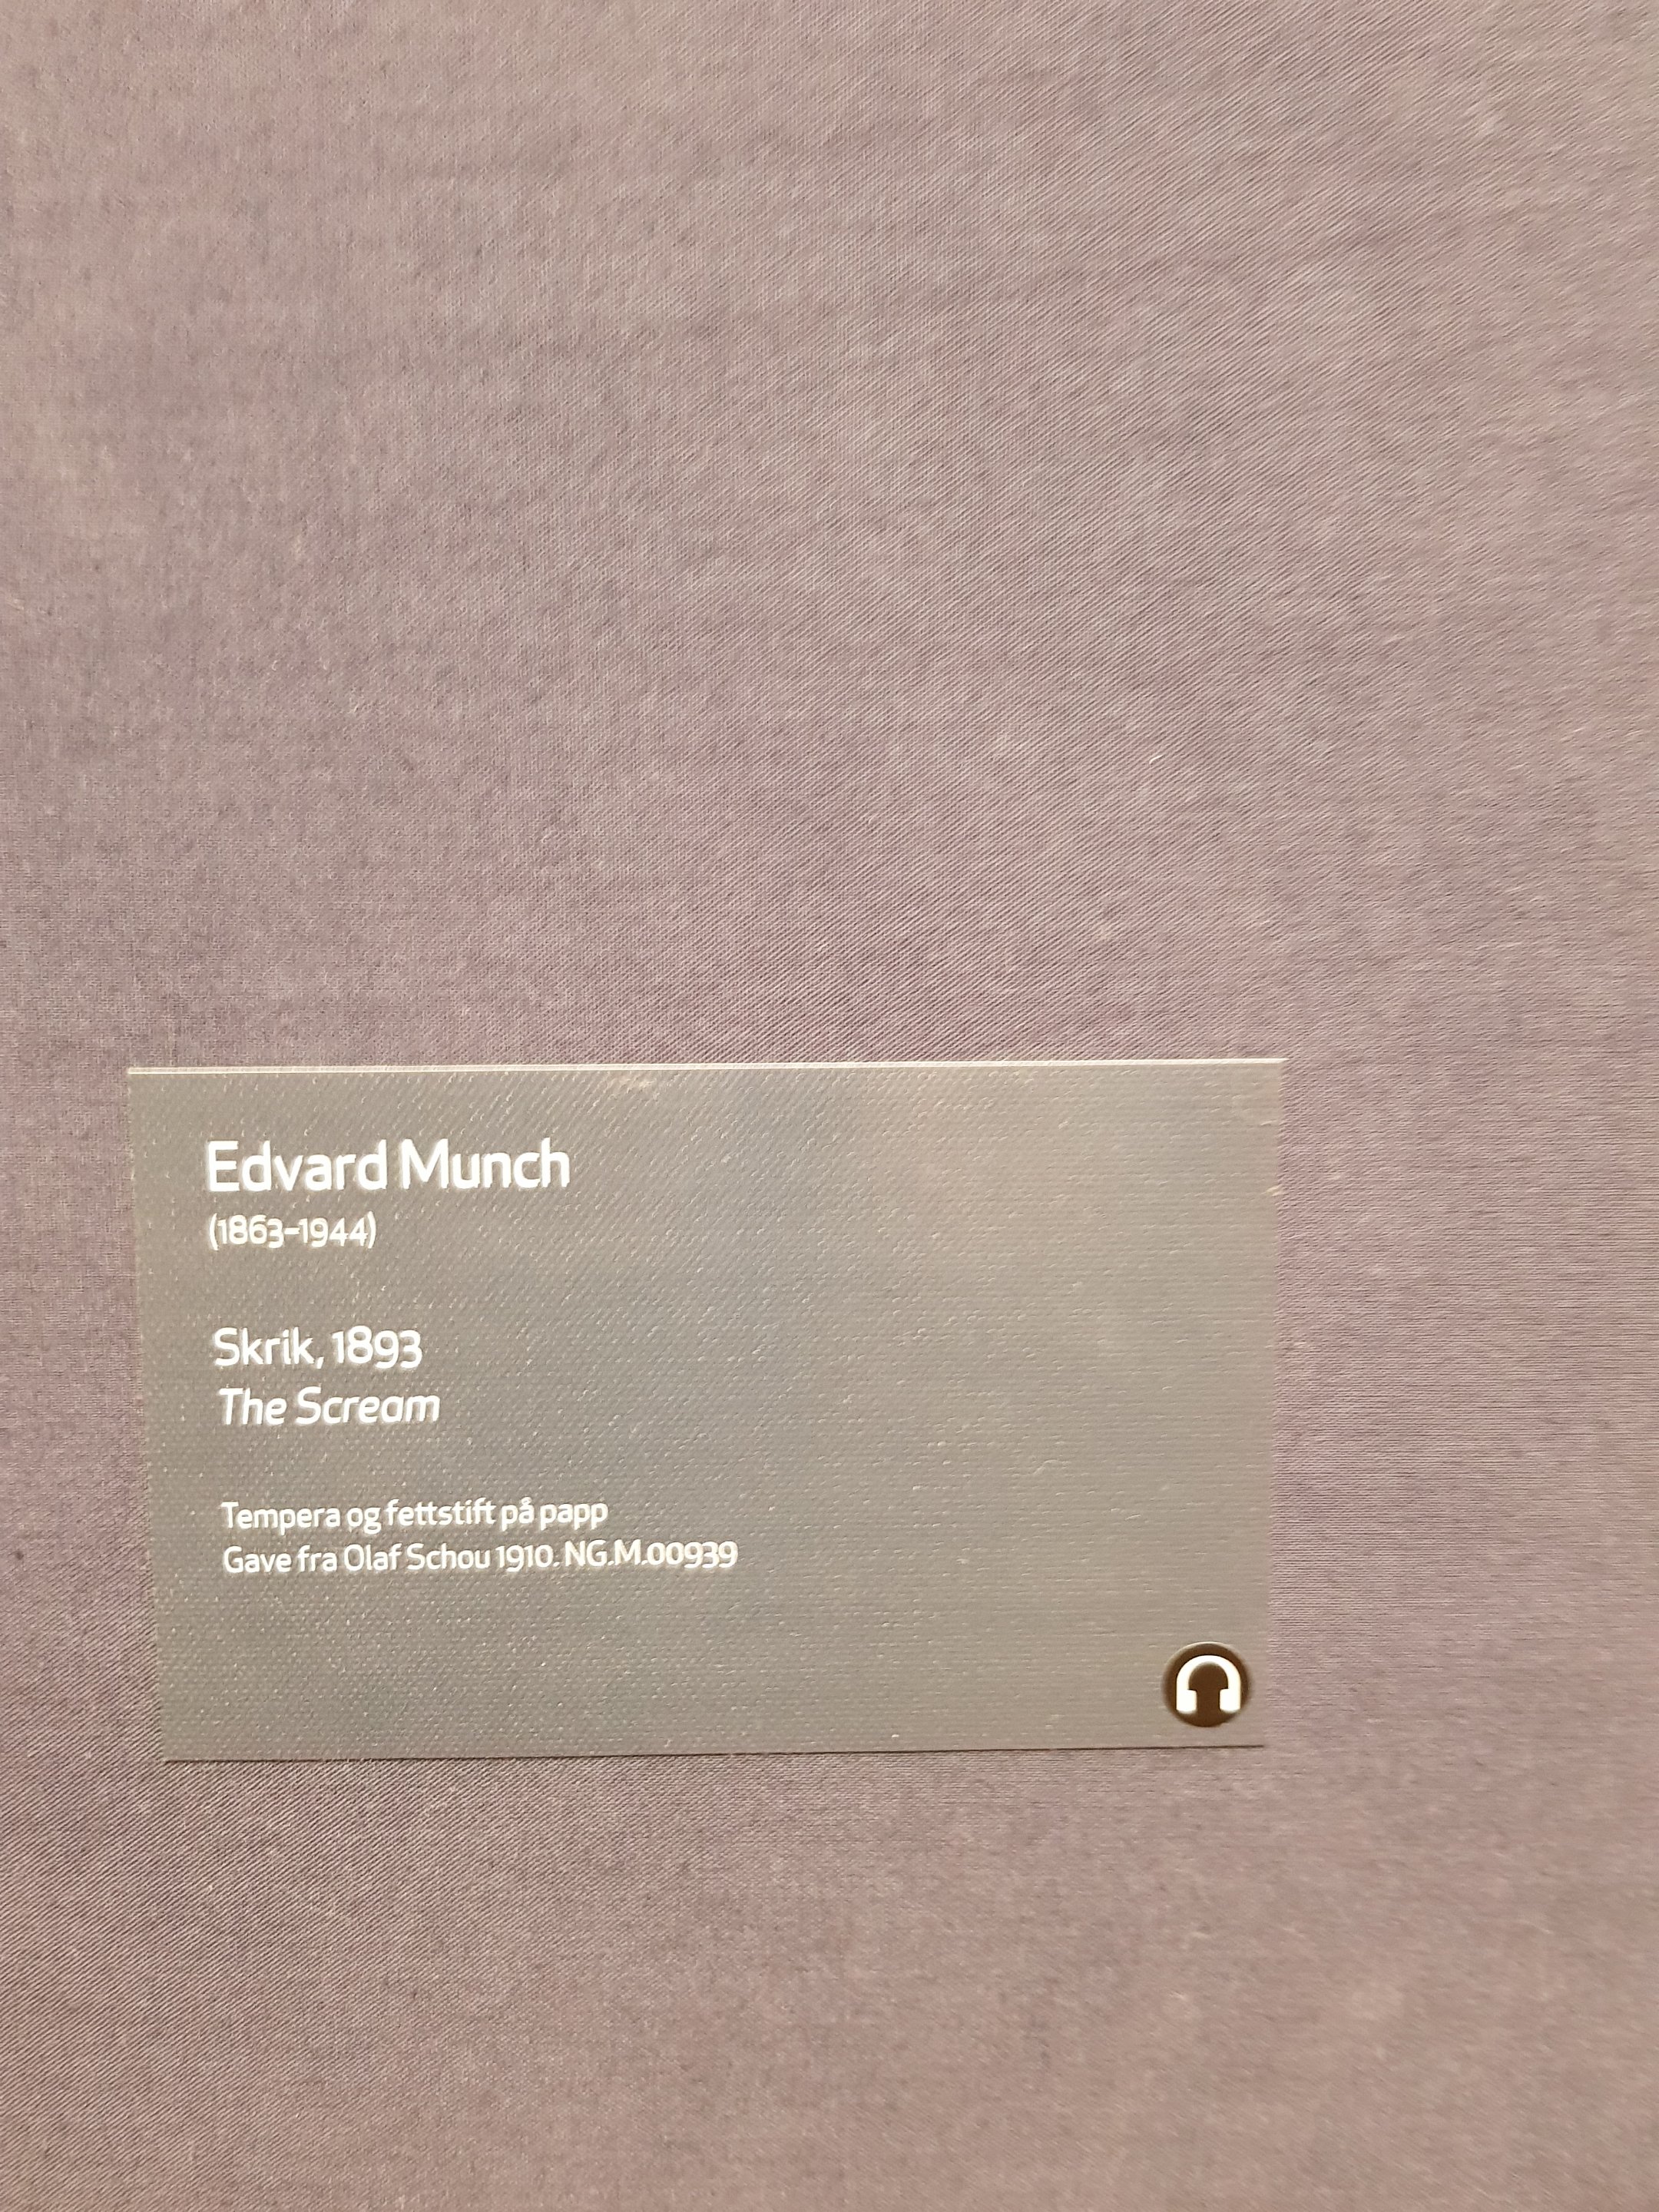 Edvard Munch
(1863–1944)
Skrik, 1893
The Scream
Tempera og fettstift på papp
Gave fra Olaf Schou 1910. NG.M.00939